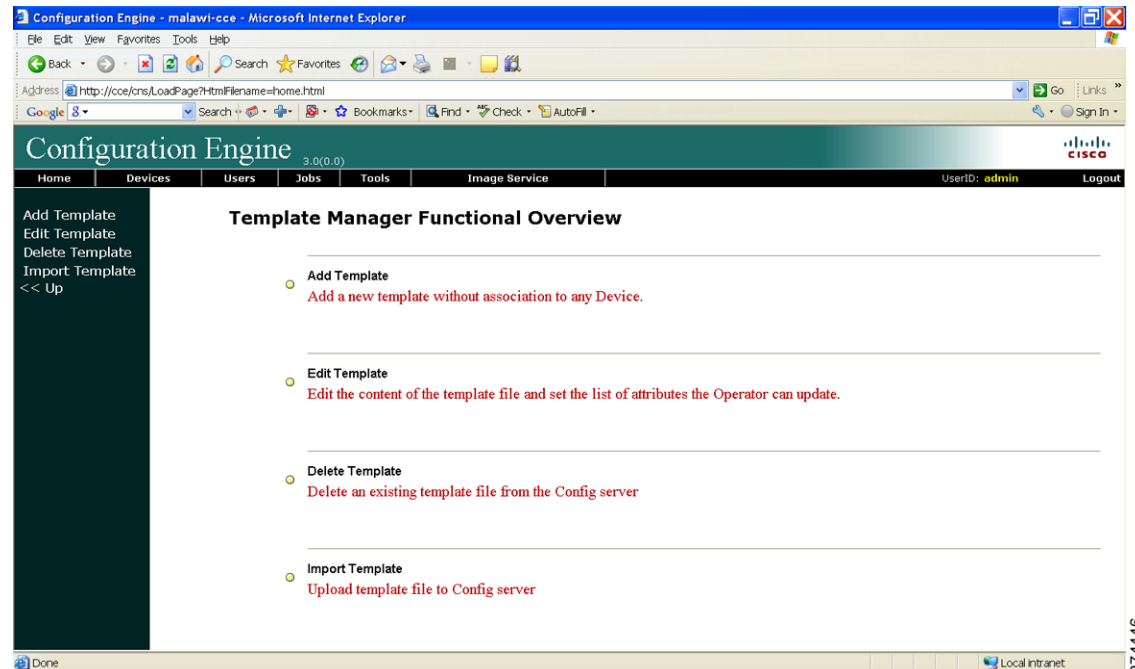 Configuration Engine - malawi-cce - Microsoft Internet Explorer
File Edit View Favorites Tools Help
Back Search Favorites
Address http://cce/cns/LoadPage?HtmlFilename=home.html Go Links »
Google Search Bookmarks Find Check AutoFill Sign In
Configuration Engine 3.0(0.0) CISCO
Home Devices Users Jobs Tools Image Service UserID: admin Logout
Add Template
Edit Template
Delete Template
Import Template
<< Up
Template Manager Functional Overview
Add Template
Add a new template without association to any Device.
Edit Template
Edit the content of the template file and set the list of attributes the Operator can update.
Delete Template
Delete an existing template file from the Config server
Import Template
Upload template file to Config server
Done Local intranet